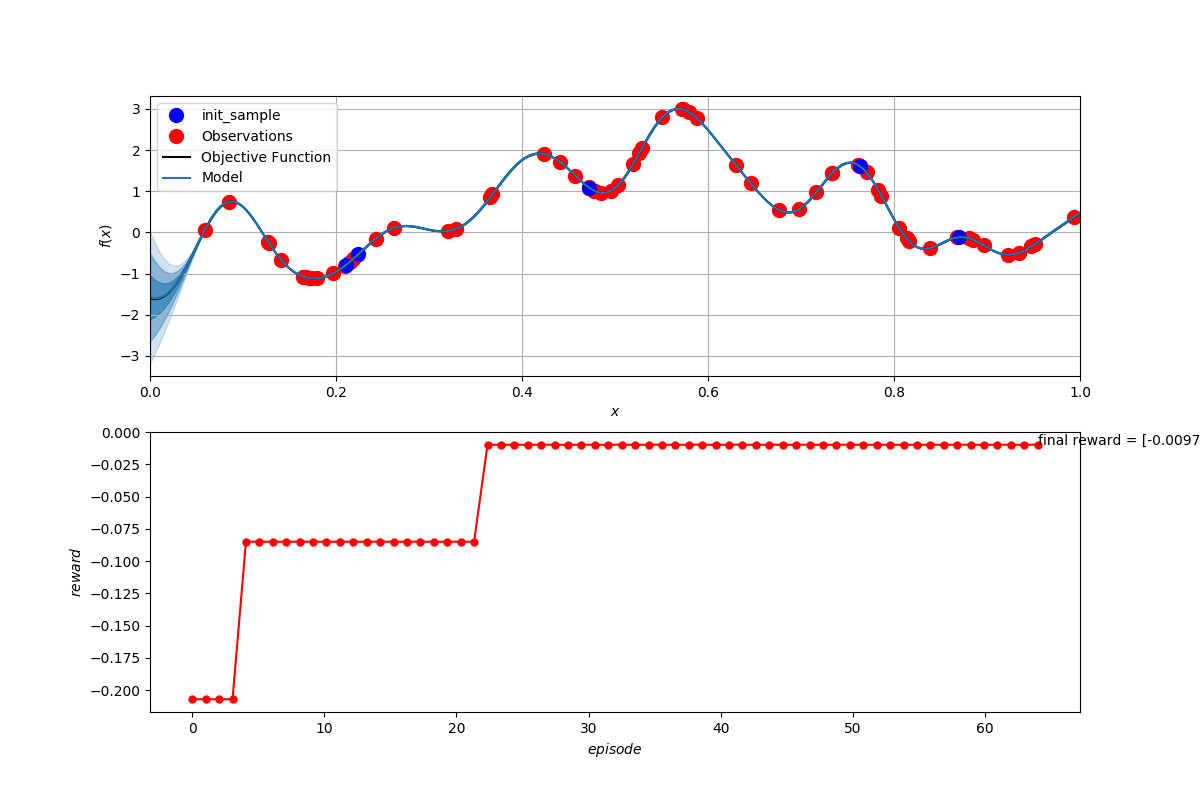 3
2
1
0
−1
−2
−3
f(x)
init_sample
Observations
Objective Function
Model
0.0 0.2 0.4 0.6 0.8 1.0
x
0.000
−0.025
−0.050
−0.075
−0.100
−0.125
−0.150
−0.175
−0.200
reward
final reward = [-0.0097
0 10 20 30 40 50 60
episode